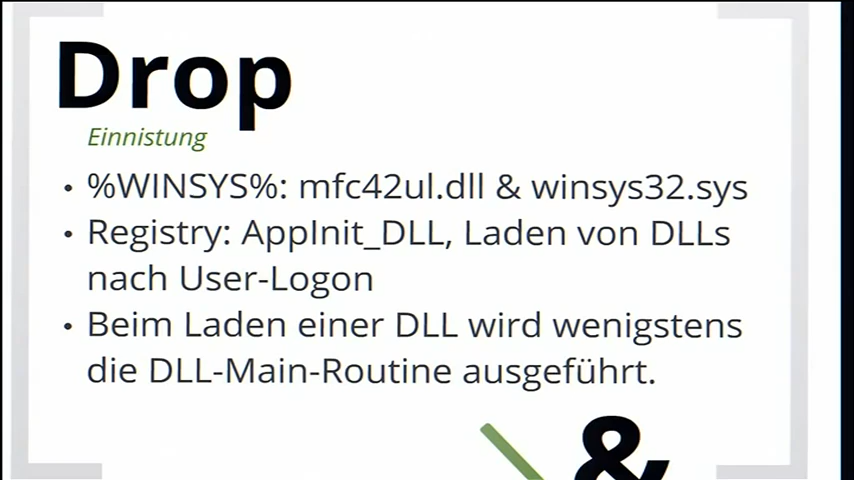 Drop
Einnistung
• %WINSYS%: mfc42ul.dll & winsys32.sys
• Registry: AppInit_DLL, Laden von DLLs
nach User-Logon
• Beim Laden einer DLL wird wenigstens
die DLL-Main-Routine ausgeführt.
&